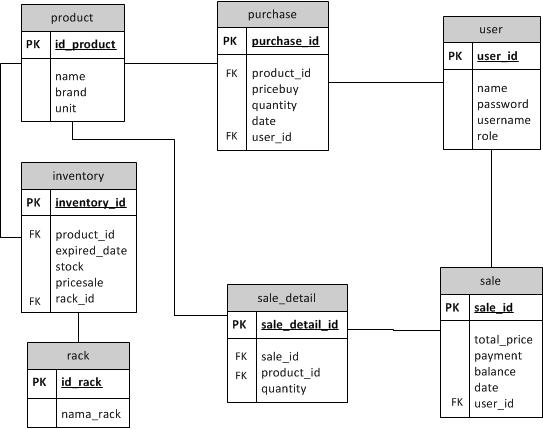 product
PK id_product
name
brand
unit
purchase
PK purchase_id
FK product_id
pricebuy
quantity
date
FK user_id
user
PK user_id
name
password
username
role
inventory
PK inventory_id
FK product_id
expired_date
stock
pricesale
FK rack_id
sale_detail
PK sale_detail_id
FK sale_id
FK product_id
quantity
sale
PK sale_id
total_price
payment
balance
date
FK user_id
rack
PK id_rack
nama_rack